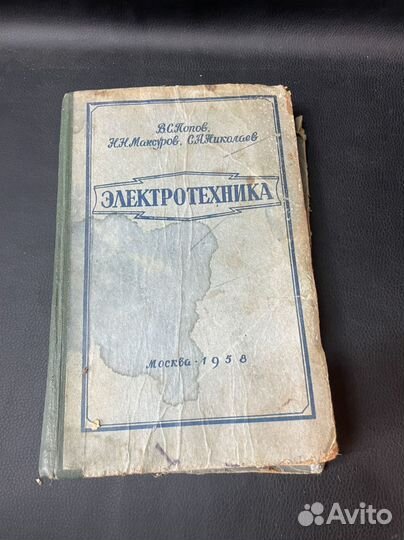 В.С.Попов,
Н.Н.Мансуров, С.А.Николаев
ЭЛЕКТРОТЕХНИКА
Москва - 1958
Avito